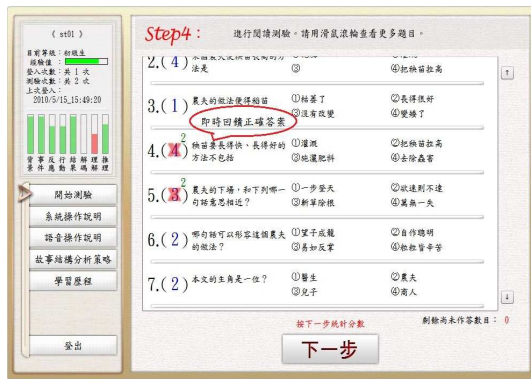 ( st01 )
目前等級：初級生
經驗值：
登入次數：共 1 次
測驗次數：共 2 次
上次登入：
2010/5/15_15:49:20
背景 事件 反應 行動 結果 解碼 理解 推理
開始測驗
系統操作說明
語音操作說明
故事結構分析策略
學習歷程
登出
Step4：
進行閱讀測驗。請用滑鼠滾輪查看更多題目。
2.( 4 )
法是
③
④把秧苗拉高
3.( 1 ) 農夫的做法使得稻苗
①枯萎了
②長得很好
③沒有改變
④變矮了
即時回饋正確答案
4.( 4 ) 2 秧苗要長得快、長得好的
方法不包括
①灌溉
②把秧苗拉高
③施灑肥料
④去除蟲害
5.( 3 ) 2 農夫的下場，和下列哪一
句話意思相近？
①一步登天
②欲速則不達
③斬草除根
④萬無一失
6.( 2 ) 哪句話可以形容這個農夫
的做法？
①望子成龍
②自作聰明
③易如反掌
④粒粒皆辛苦
7.( 2 ) 本文的主角是一位？
①醫生
②農夫
③兒子
④商人
按下一步統計分數
剩餘尚未作答數目： 0
下一步